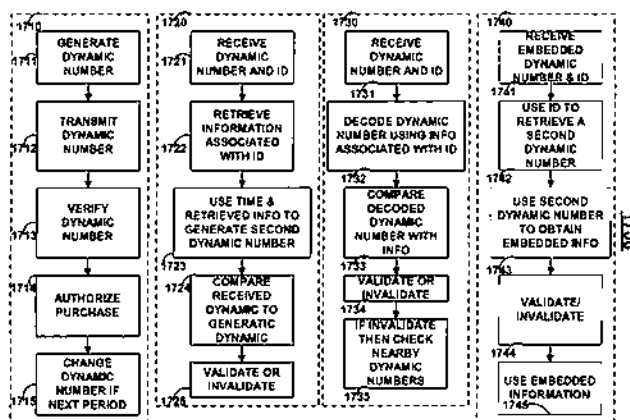 1710
GENERATE
DYNAMIC
NUMBER
1711
TRANSMIT
DYNAMIC
NUMBER
1712
VERIFY
DYNAMIC
NUMBER
1713
1714
AUTHORIZE
PURCHASE
CHANGE
DYNAMIC
NUMBER IF
NEXT PERIOD
1715
1720
RECEIVE
DYNAMIC
NUMBER AND ID
1721
RETRIEVE
INFORMATION
ASSOCIATED
WITH ID
1722
USE TIME &
RETRIEVED INFO TO
GENERATE SECOND
DYNAMIC NUMBER
1723
1724
COMPARE
RECEIVED
DYNAMIC TO
GENERATIC
DYNAMIC
VALIDATE OR
INVALIDATE
1725
1730
RECEIVE
DYNAMIC
NUMBER AND ID
1731
DECODE DYNAMIC
NUMBER USING INFO
ASSOCIATED WITH ID
1732
COMPARE
DECODED
DYNAMIC
NUMBER WITH
INFO
1733
VALIDATE OR
INVALIDATE
1734
IF INVALIDATE
THEN CHECK
NEARBY
DYNAMIC
NUMBERS
1735
1740
RECEIVE
EMBEDDED
DYNAMIC
NUMBER & ID
1741
USE ID TO
RETRIEVE A
SECOND
DYNAMIC
NUMBER
1742
USE SECOND
DYNAMIC NUMBER
TO OBTAIN
EMBEDDED INFO
1743
VALIDATE/
INVALIDATE
1744
USE EMBEDDED
INFORMATION
1745